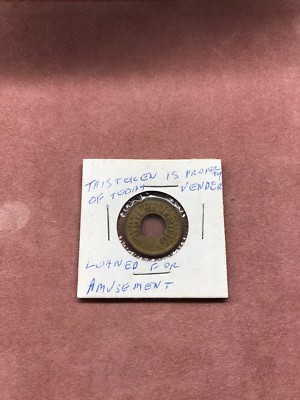 THIS TOKEN IS PROPERTY
OF TODAY VENDER
LOANED FOR
AMUSEMENT